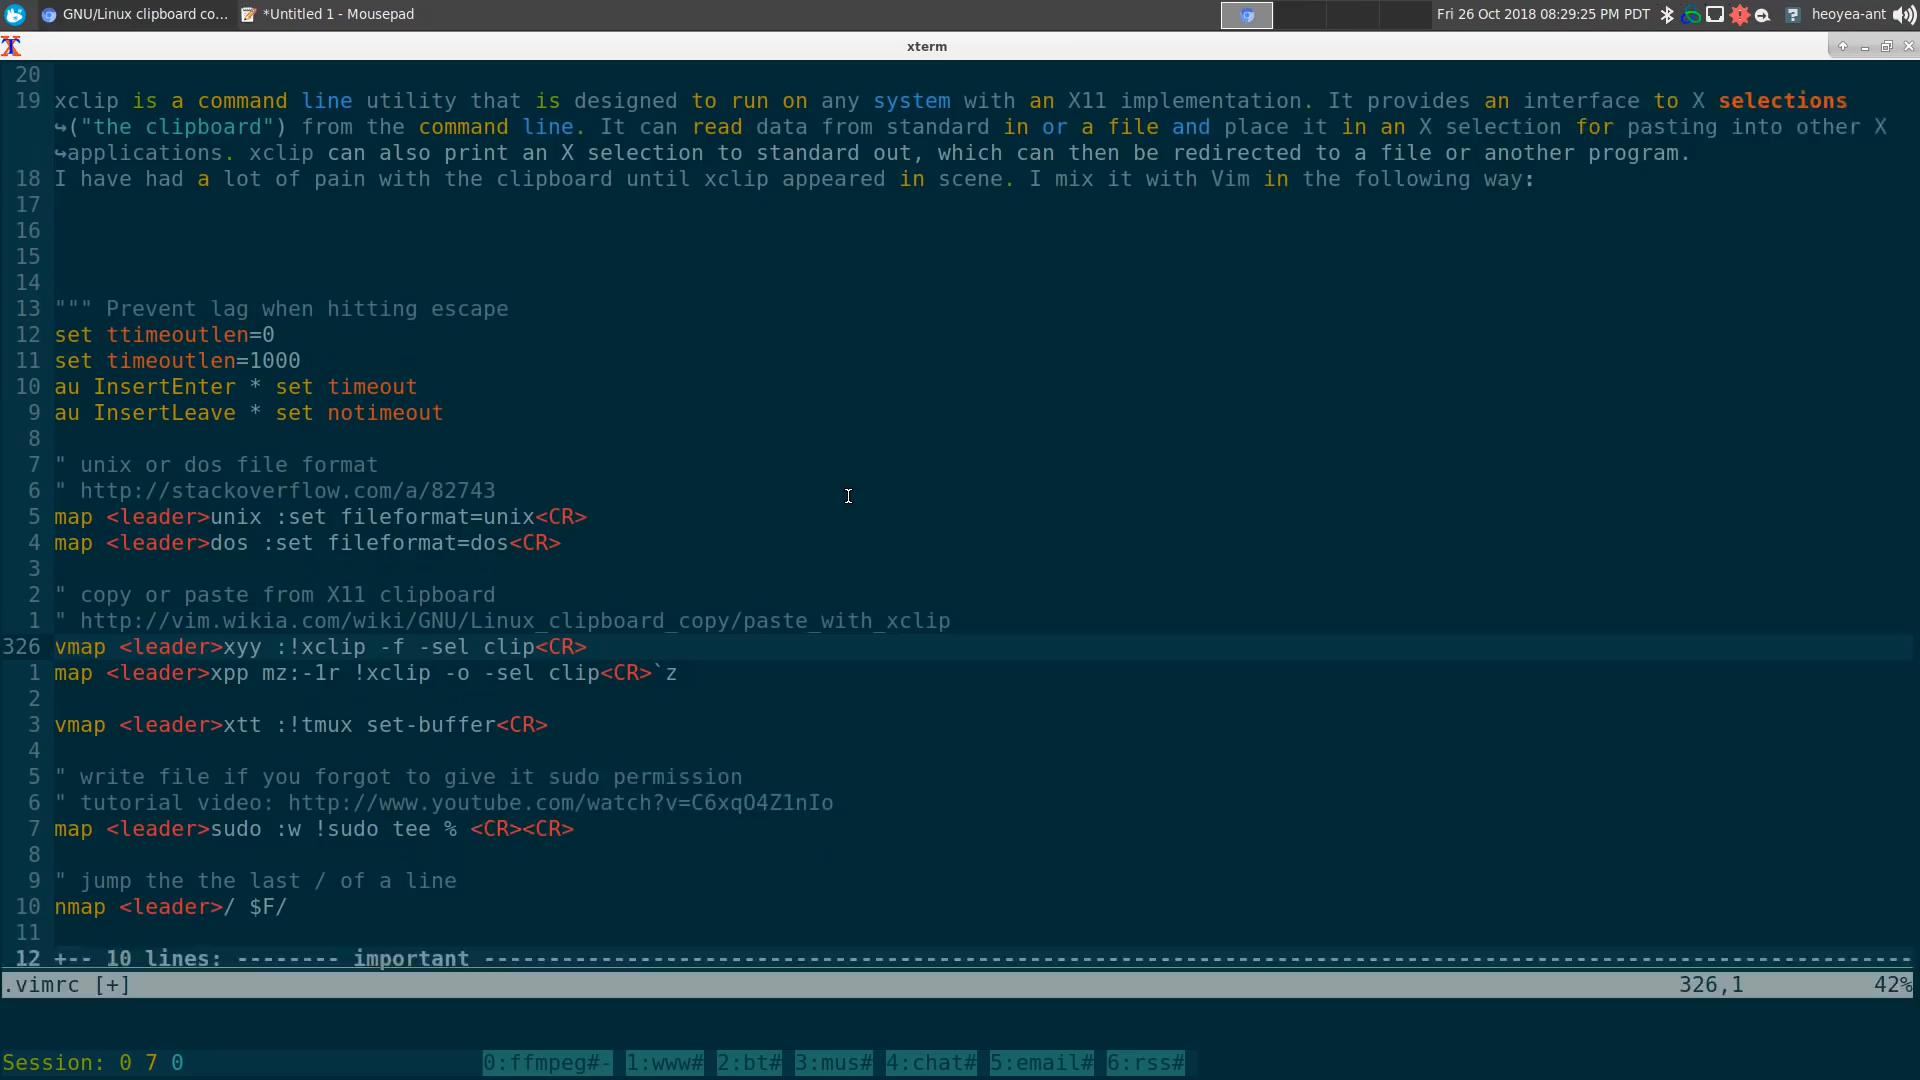 GNU/Linux clipboard co... *Untitled 1 - Mousepad Fri 26 Oct 2018 08:29:25 PM PDT heoyea-ant
xterm
20
19 xclip is a command line utility that is designed to run on any system with an X11 implementation. It provides an interface to X selections
↪("the clipboard") from the command line. It can read data from standard in or a file and place it in an X selection for pasting into other X
↪applications. xclip can also print an X selection to standard out, which can then be redirected to a file or another program.
18 I have had a lot of pain with the clipboard until xclip appeared in scene. I mix it with Vim in the following way:
17
16
15
14
13 """ Prevent lag when hitting escape
12 set ttimeoutlen=0
11 set timeoutlen=1000
10 au InsertEnter * set timeout
9 au InsertLeave * set notimeout
8
7 " unix or dos file format
6 " http://stackoverflow.com/a/82743
5 map <leader>unix :set fileformat=unix<CR>
4 map <leader>dos :set fileformat=dos<CR>
3
2 " copy or paste from X11 clipboard
1 " http://vim.wikia.com/wiki/GNU/Linux_clipboard_copy/paste_with_xclip
326 vmap <leader>xyy :!xclip -f -sel clip<CR>
1 map <leader>xpp mz:-1r !xclip -o -sel clip<CR>`z
2
3 vmap <leader>xtt :!tmux set-buffer<CR>
4
5 " write file if you forgot to give it sudo permission
6 " tutorial video: http://www.youtube.com/watch?v=C6xqO4Z1nIo
7 map <leader>sudo :w !sudo tee % <CR><CR>
8
9 " jump the the last / of a line
10 nmap <leader>/ $F/
11
12 +-- 10 lines: -------- important --------------------------------------------------------------------------------------------------------------
.vimrc [+] 326,1 42%
Session: 0 7 0 0:ffmpeg#- 1:www# 2:bt# 3:mus# 4:chat# 5:email# 6:rss#